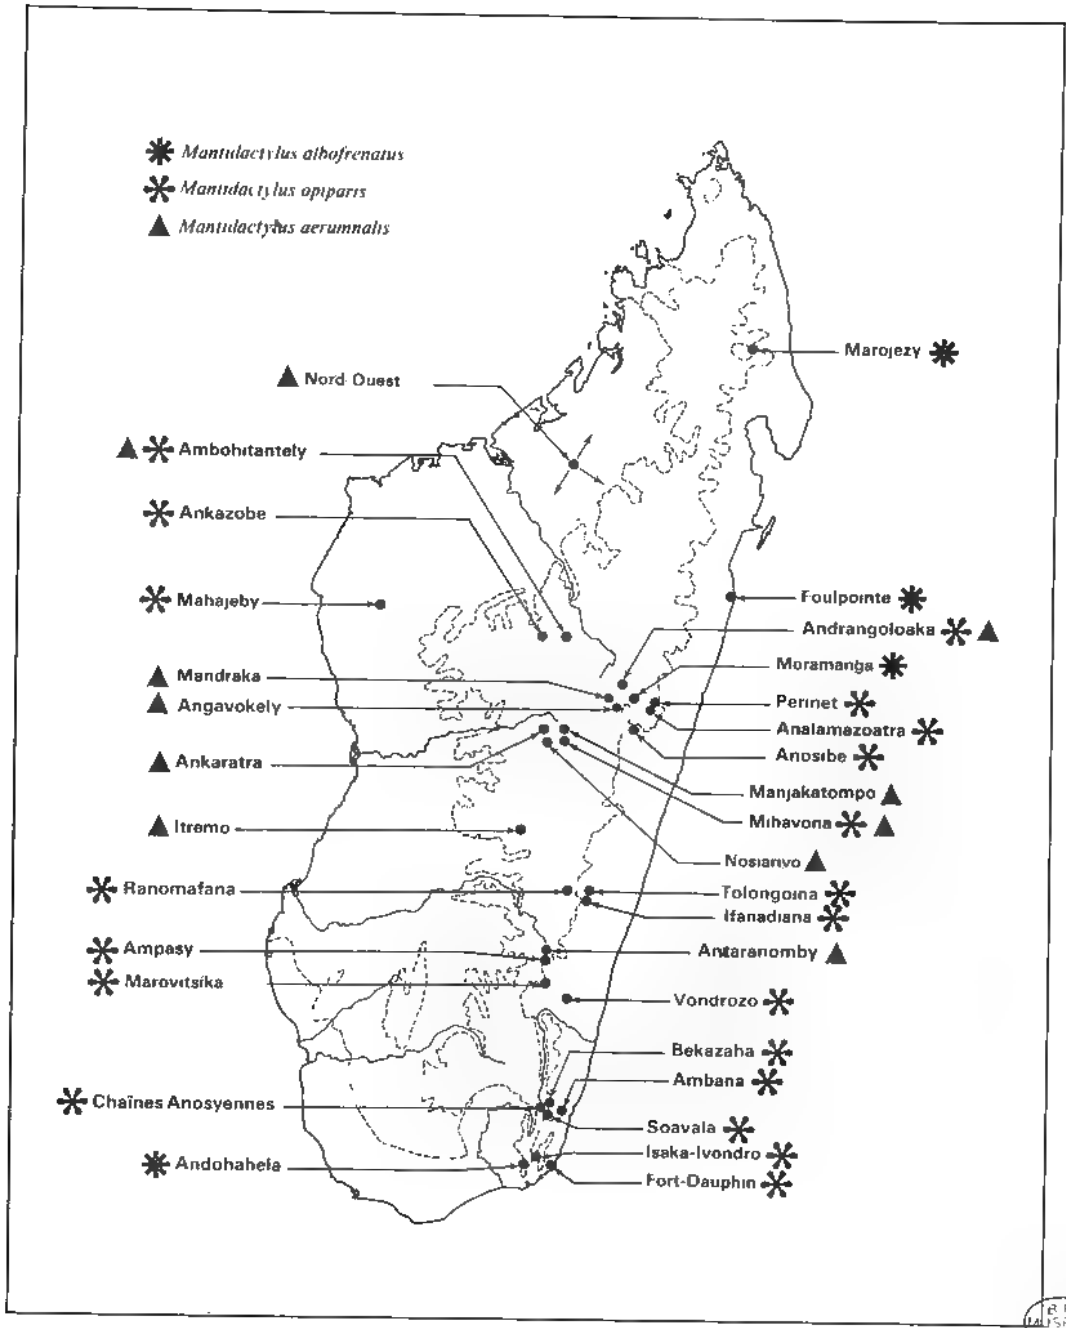 Mantidactylus albofrenatus
Mantidactylus opiparis
Mantidactylus aerumnalis
Marojezy
Nord-Ouest
Ambohitantely
Ankazobe
Mahajeby
Foulpointe
Andrangoloaka
Moramanga
Mandraka
Angavokely
Perinet
Analamazoatra
Anosibe
Ankaratra
Manjakatompo
Mihavona
Itremo
Nosiarivo
Ranomafana
Tolongoina
Ifanadiana
Ampasy
Antaranomby
Marovitsika
Vondrozo
Bekazaha
Ambana
Chaînes Anosyennes
Soavala
Isaka-Ivondro
Andohahela
Fort-Dauphin